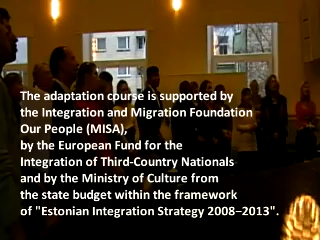 The adaptation course is supported by
the Integration and Migration Foundation
Our People (MISA),
by the European Fund for the
Integration of Third-Country Nationals
and by the Ministry of Culture from
the state budget within the framework
of "Estonian Integration Strategy 2008–2013".